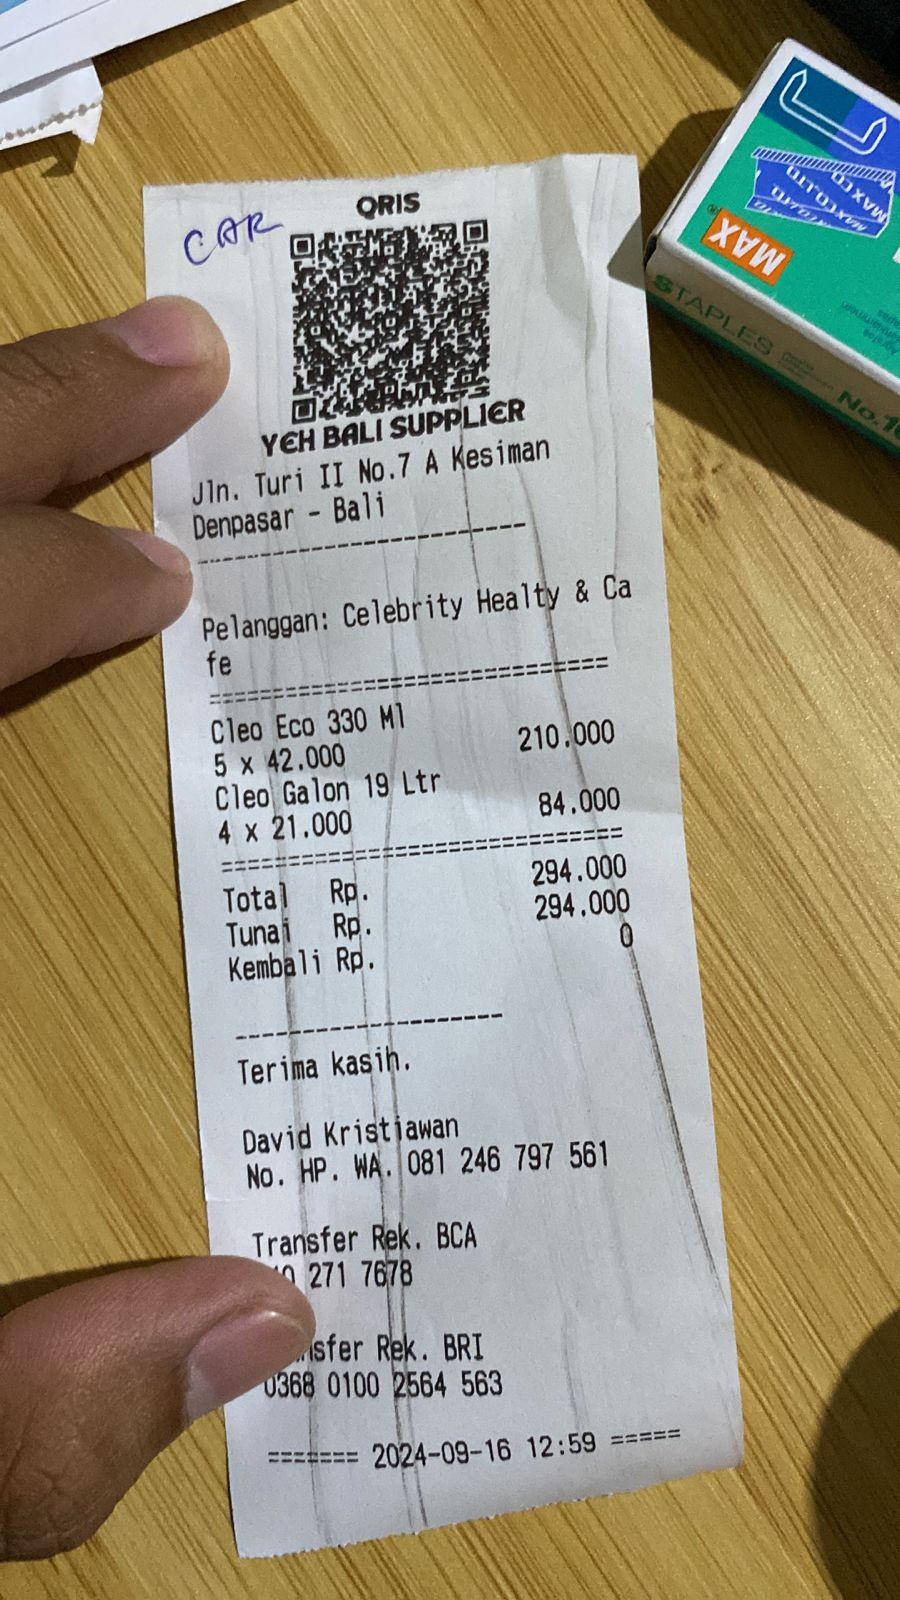 QRIS
CAR
YEH BALI SUPPLIER
Jln. Turi II No.7 A Kesiman
Denpasar - Bali
--------------------
Pelanggan: Celebrity Healty & Ca
fe
==============================
Cleo Eco 330 Ml
5 x 42.000 210.000
Cleo Galon 19 Ltr
4 x 21.000 84.000
==============================
Total Rp. 294.000
Tunai Rp. 294.000
Kembali Rp. 0
--------------------
Terima kasih.
David Kristiawan
No. HP. WA. 081 246 797 561
Transfer Rek. BCA
271 7678
Rek. BRI
0368 0100 2564 563
======= 2024-09-16 12:59 =====
MAX CO.LTD
MAX
STAPLES